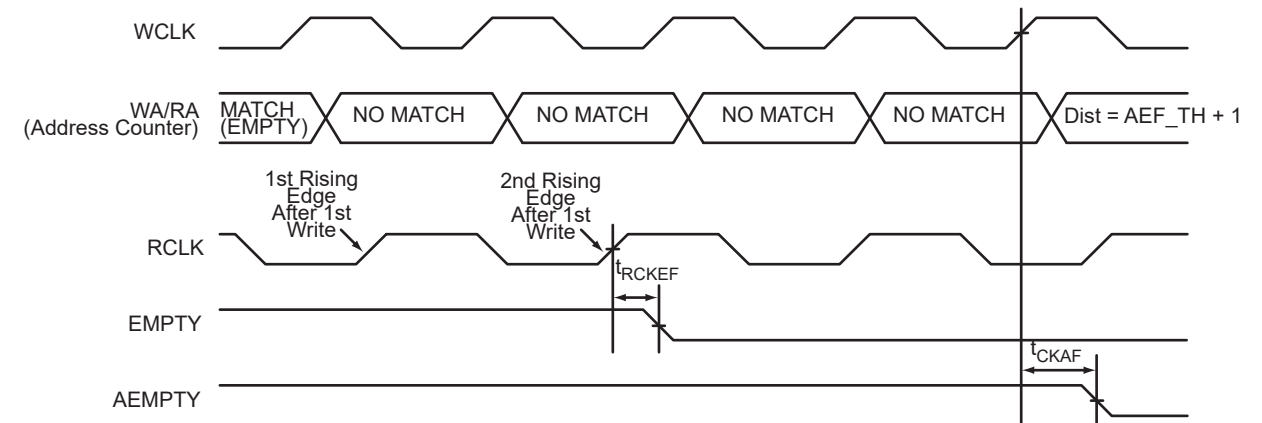 WCLK
WA/RA
(Address Counter)
MATCH
(EMPTY)
NO MATCH
NO MATCH
NO MATCH
NO MATCH
Dist = AEF_TH + 1
1st Rising
Edge
After 1st
Write
2nd Rising
Edge
After 1st
Write
RCLK
tRCKEF
EMPTY
tCKAF
AEMPTY